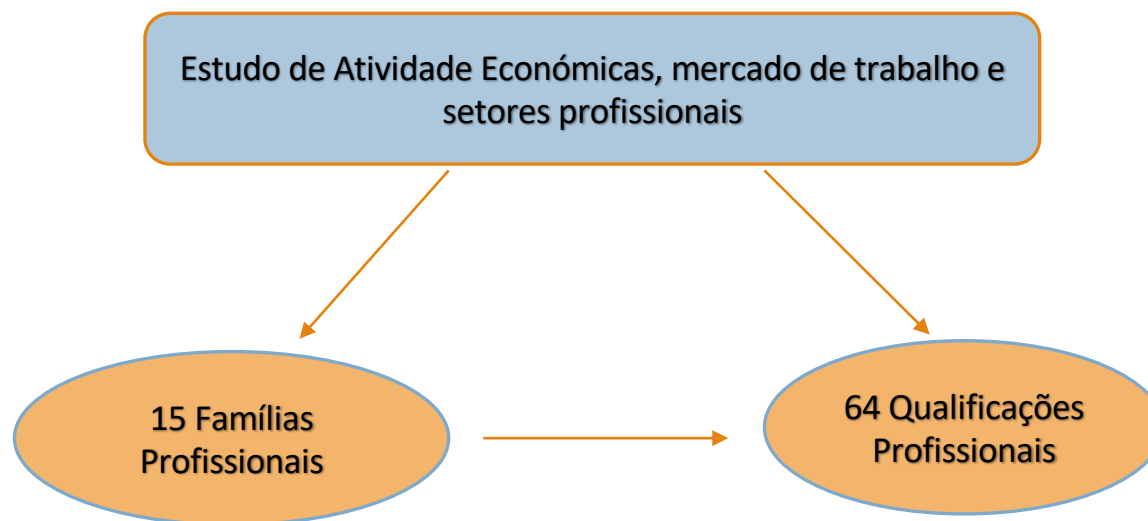 Estudo de Atividade Económicas, mercado de trabalho e
setores profissionais
15 Famílias
Profissionais
64 Qualificações
Profissionais